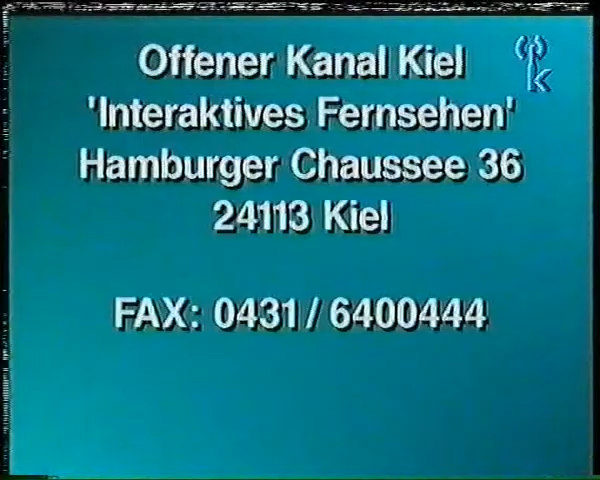 Offener Kanal Kiel
k
'Interaktives Fernsehen'
Hamburger Chaussee 36
24113 Kiel
FAX: 0431/6400444